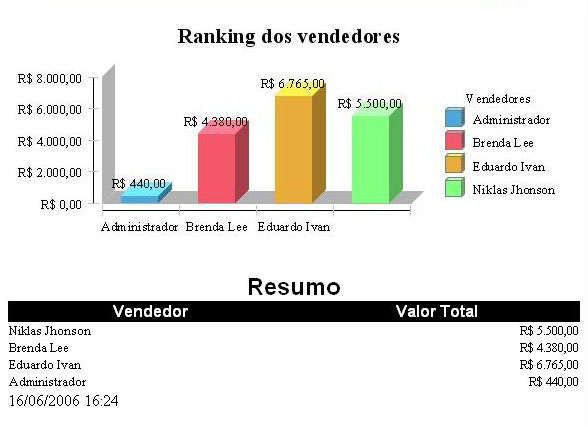 Ranking dos vendedores
R$ 8.000,00
R$ 6.000,00
R$ 4.000,00
R$ 2.000,00
R$ 0,00
R$ 440,00
R$ 4.380,00
R$ 6.765,00
R$ 5.500,00
Administrador Brenda Lee Eduardo Ivan
Vendedores
Administrador
Brenda Lee
Eduardo Ivan
Niklas Jhonson
Resumo
Vendedor Valor Total
Niklas Jhonson R$ 5.500,00
Brenda Lee R$ 4.380,00
Eduardo Ivan R$ 6.765,00
Administrador R$ 440,00
16/06/2006 16:24